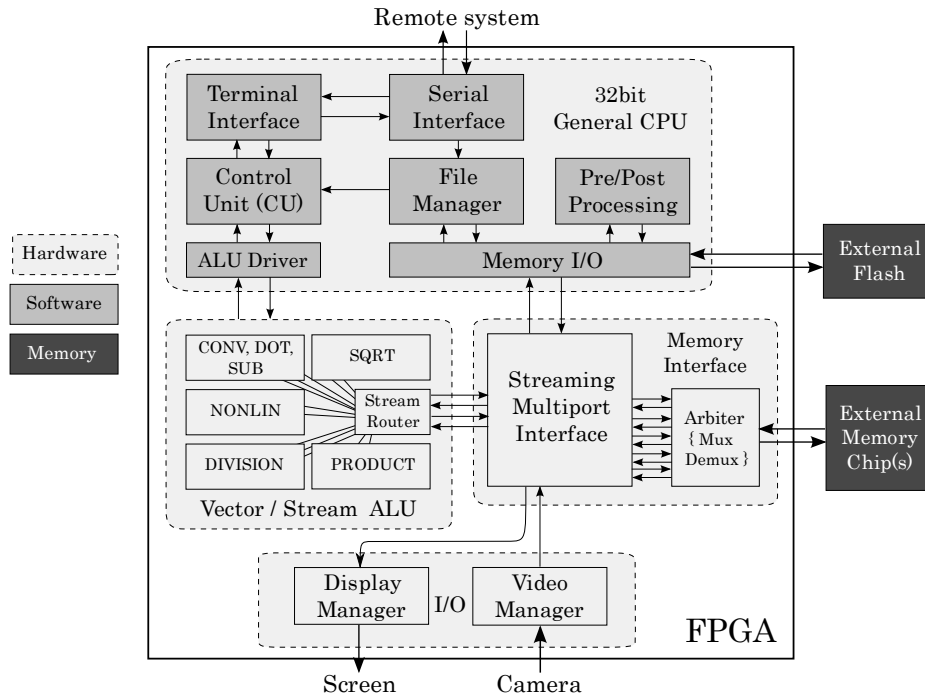 Remote system
Terminal
Interface
Serial
Interface
32bit
General CPU
Control
Unit (CU)
File
Manager
Pre/Post
Processing
ALU Driver
Memory I/O
Hardware
Software
Memory
External
Flash
CONV, DOT,
SUB
SQRT
NONLIN
Stream
Router
DIVISION
PRODUCT
Vector / Stream ALU
Streaming
Multiport
Interface
Memory
Interface
Arbiter
{ Mux
Demux }
External
Memory
Chip(s)
Display
Manager
I/O
Video
Manager
FPGA
Screen
Camera